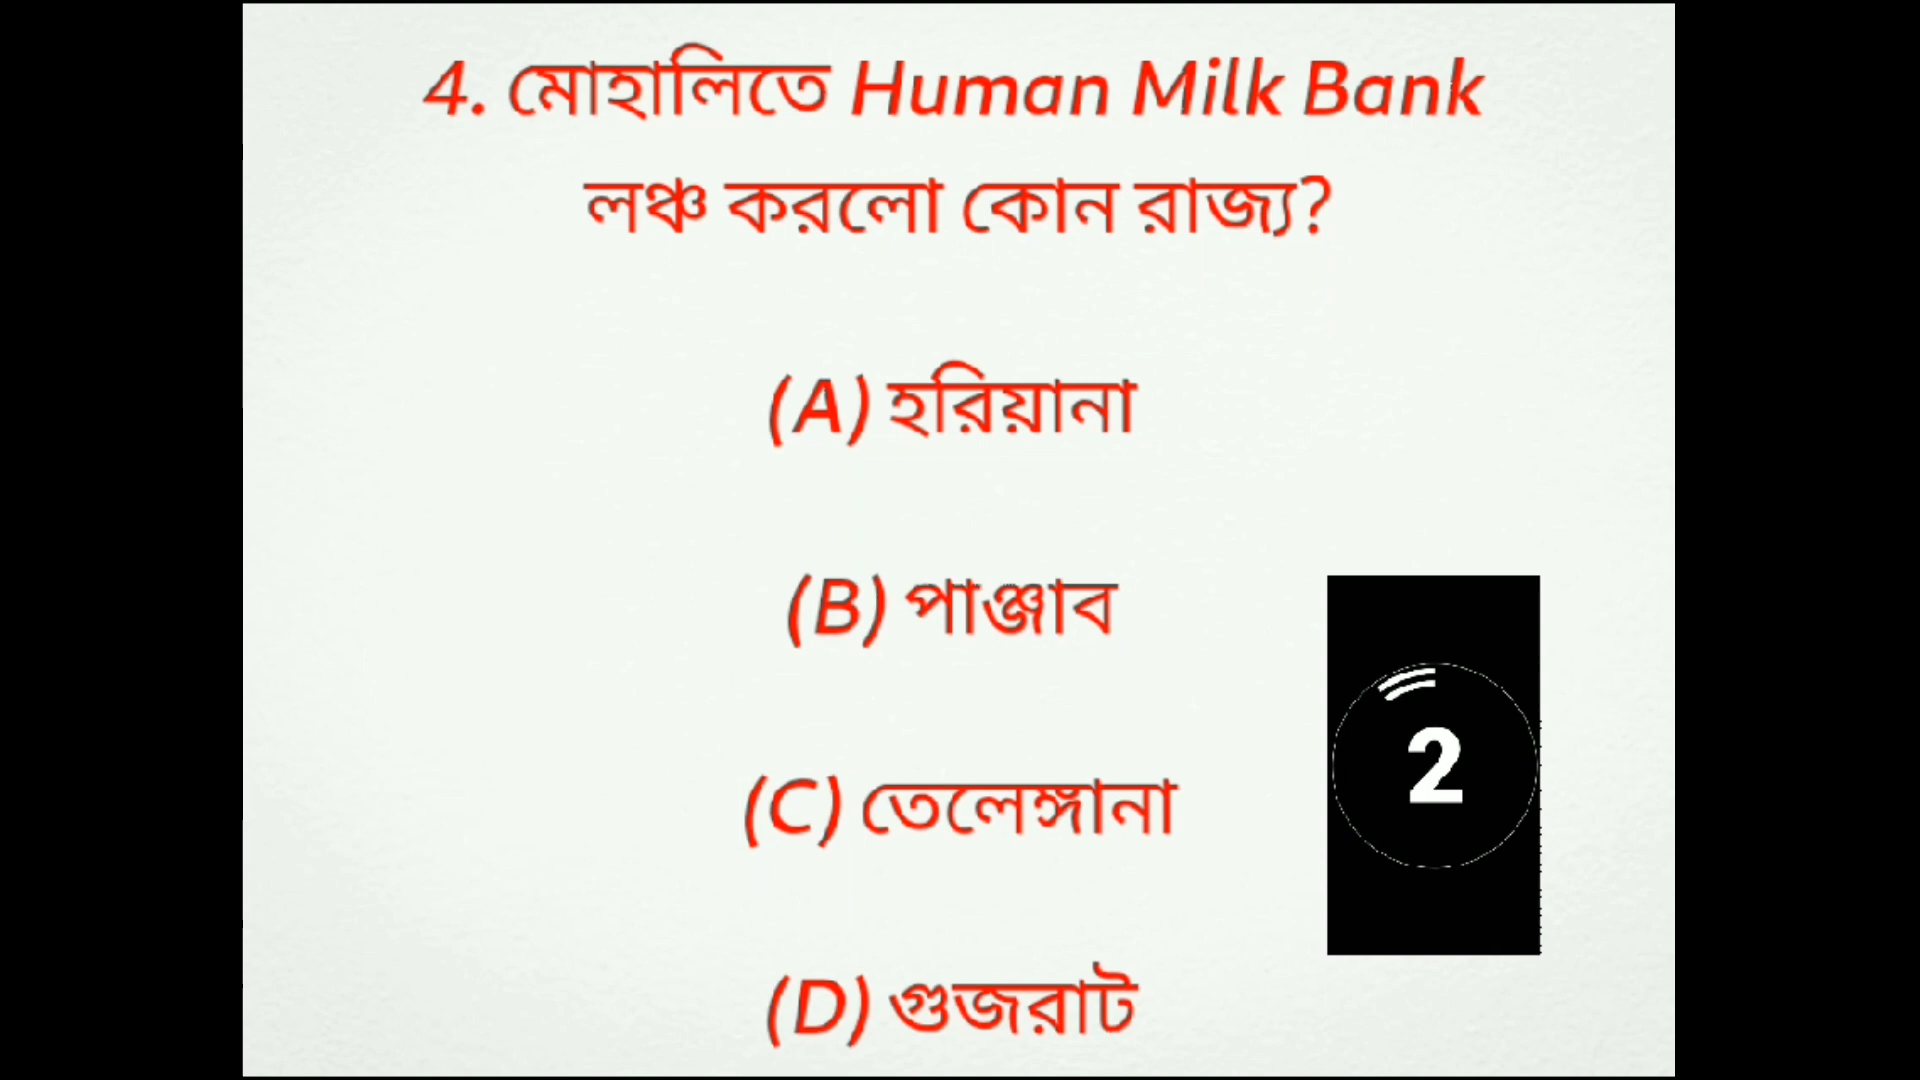 4. মোহালিতে Human Milk Bank
লঞ্চ করলো কোন রাজ্য?
(A) হরিয়ানা
(B) পাঞ্জাব
(C) তেলেঙ্গানা
(D) গুজরাট
2